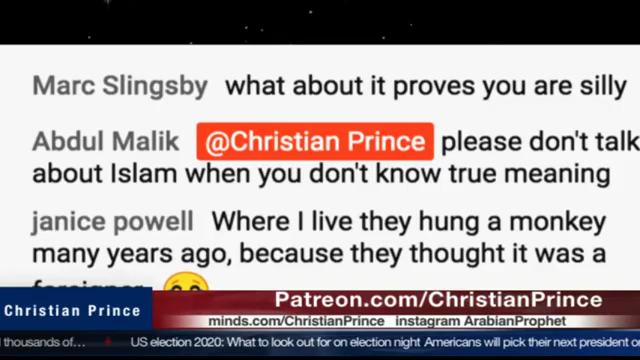 Marc Slingsby what about it proves you are silly
Abdul Malik @Christian Prince please don't talk
about Islam when you don't know true meaning
janice powell Where I live they hung a monkey
many years ago, because they thought it was a
Patreon.com/ChristianPrince
Christian Prince
minds.com/ChristianPrince instagram ArabianProphet
thousands of... US election 2020: What to look out for on election night Americans will pick their next president o